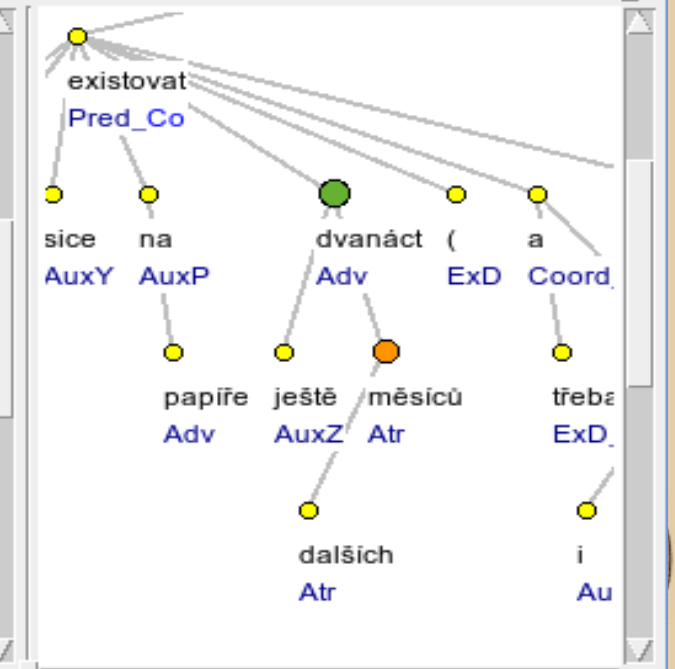 existovat
Pred_Co
sice na dvanáct ( a
AuxY AuxP Adv ExD Coord_
papíře ještě měsíců třeba
Adv AuxZ Atr ExD_
dalších i
Atr Au